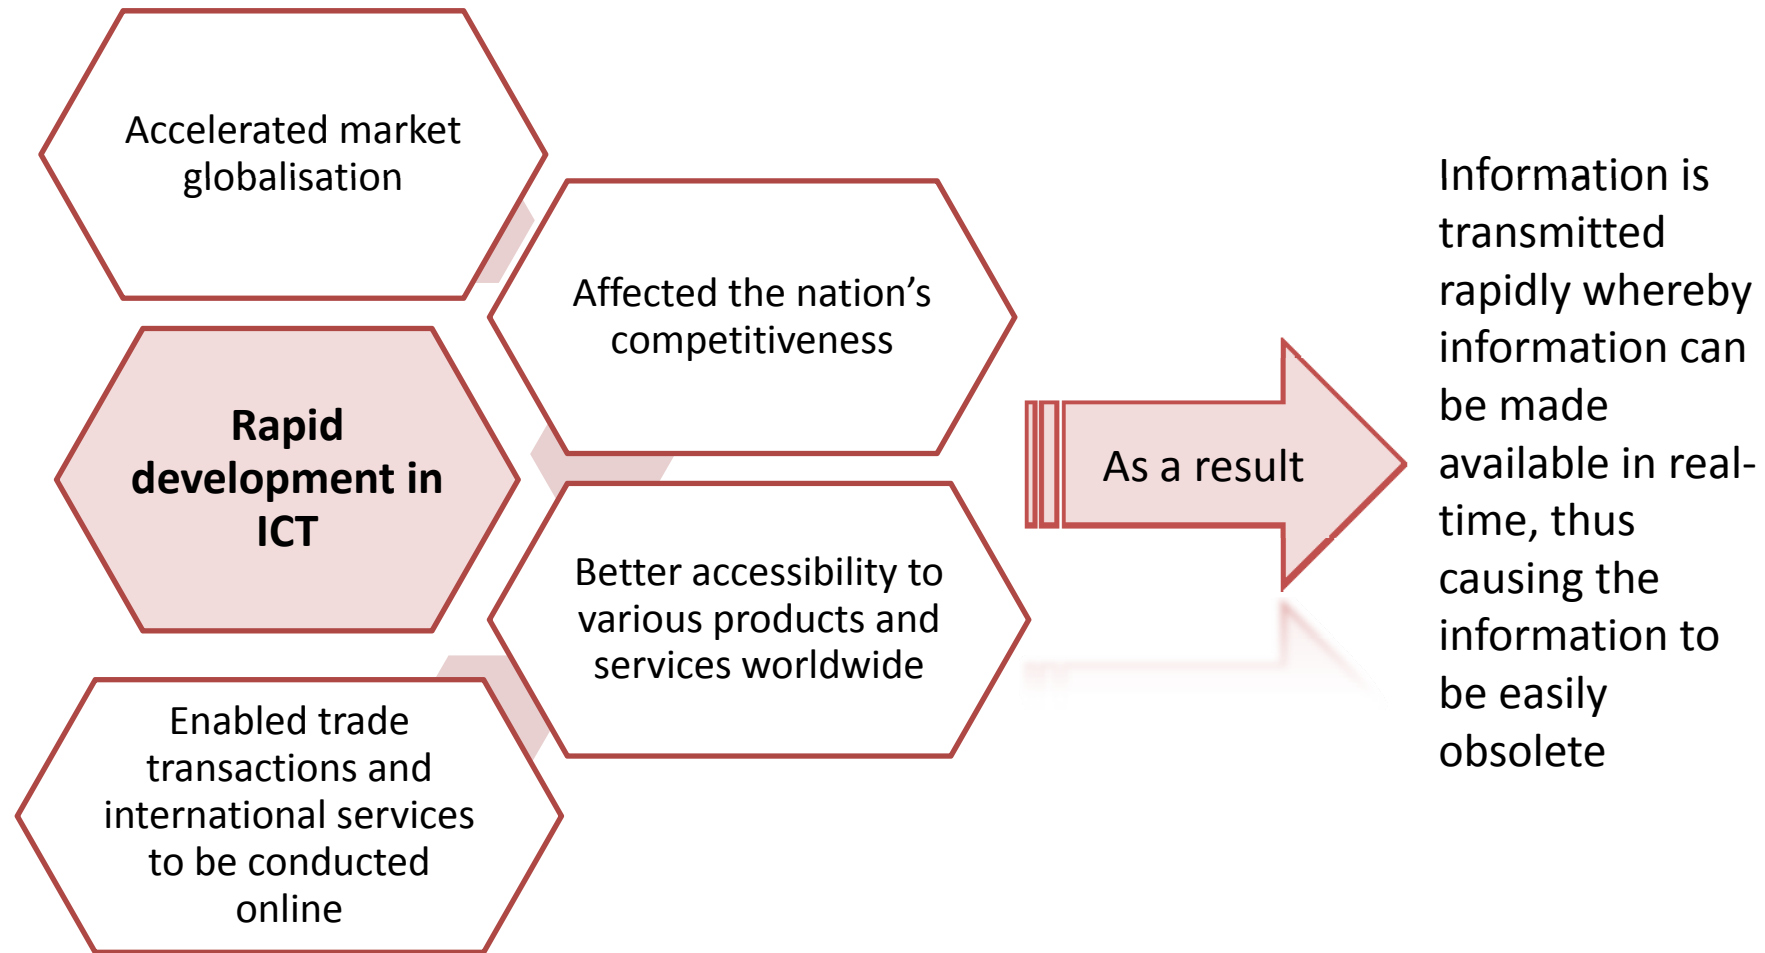 Accelerated market
globalisation
Affected the nation’s
competitiveness
Rapid
development in
ICT
Better accessibility to
various products and
services worldwide
Enabled trade
transactions and
international services
to be conducted
online
As a result
Information is
transmitted
rapidly whereby
information can
be made
available in real-
time, thus
causing the
information to
be easily
obsolete